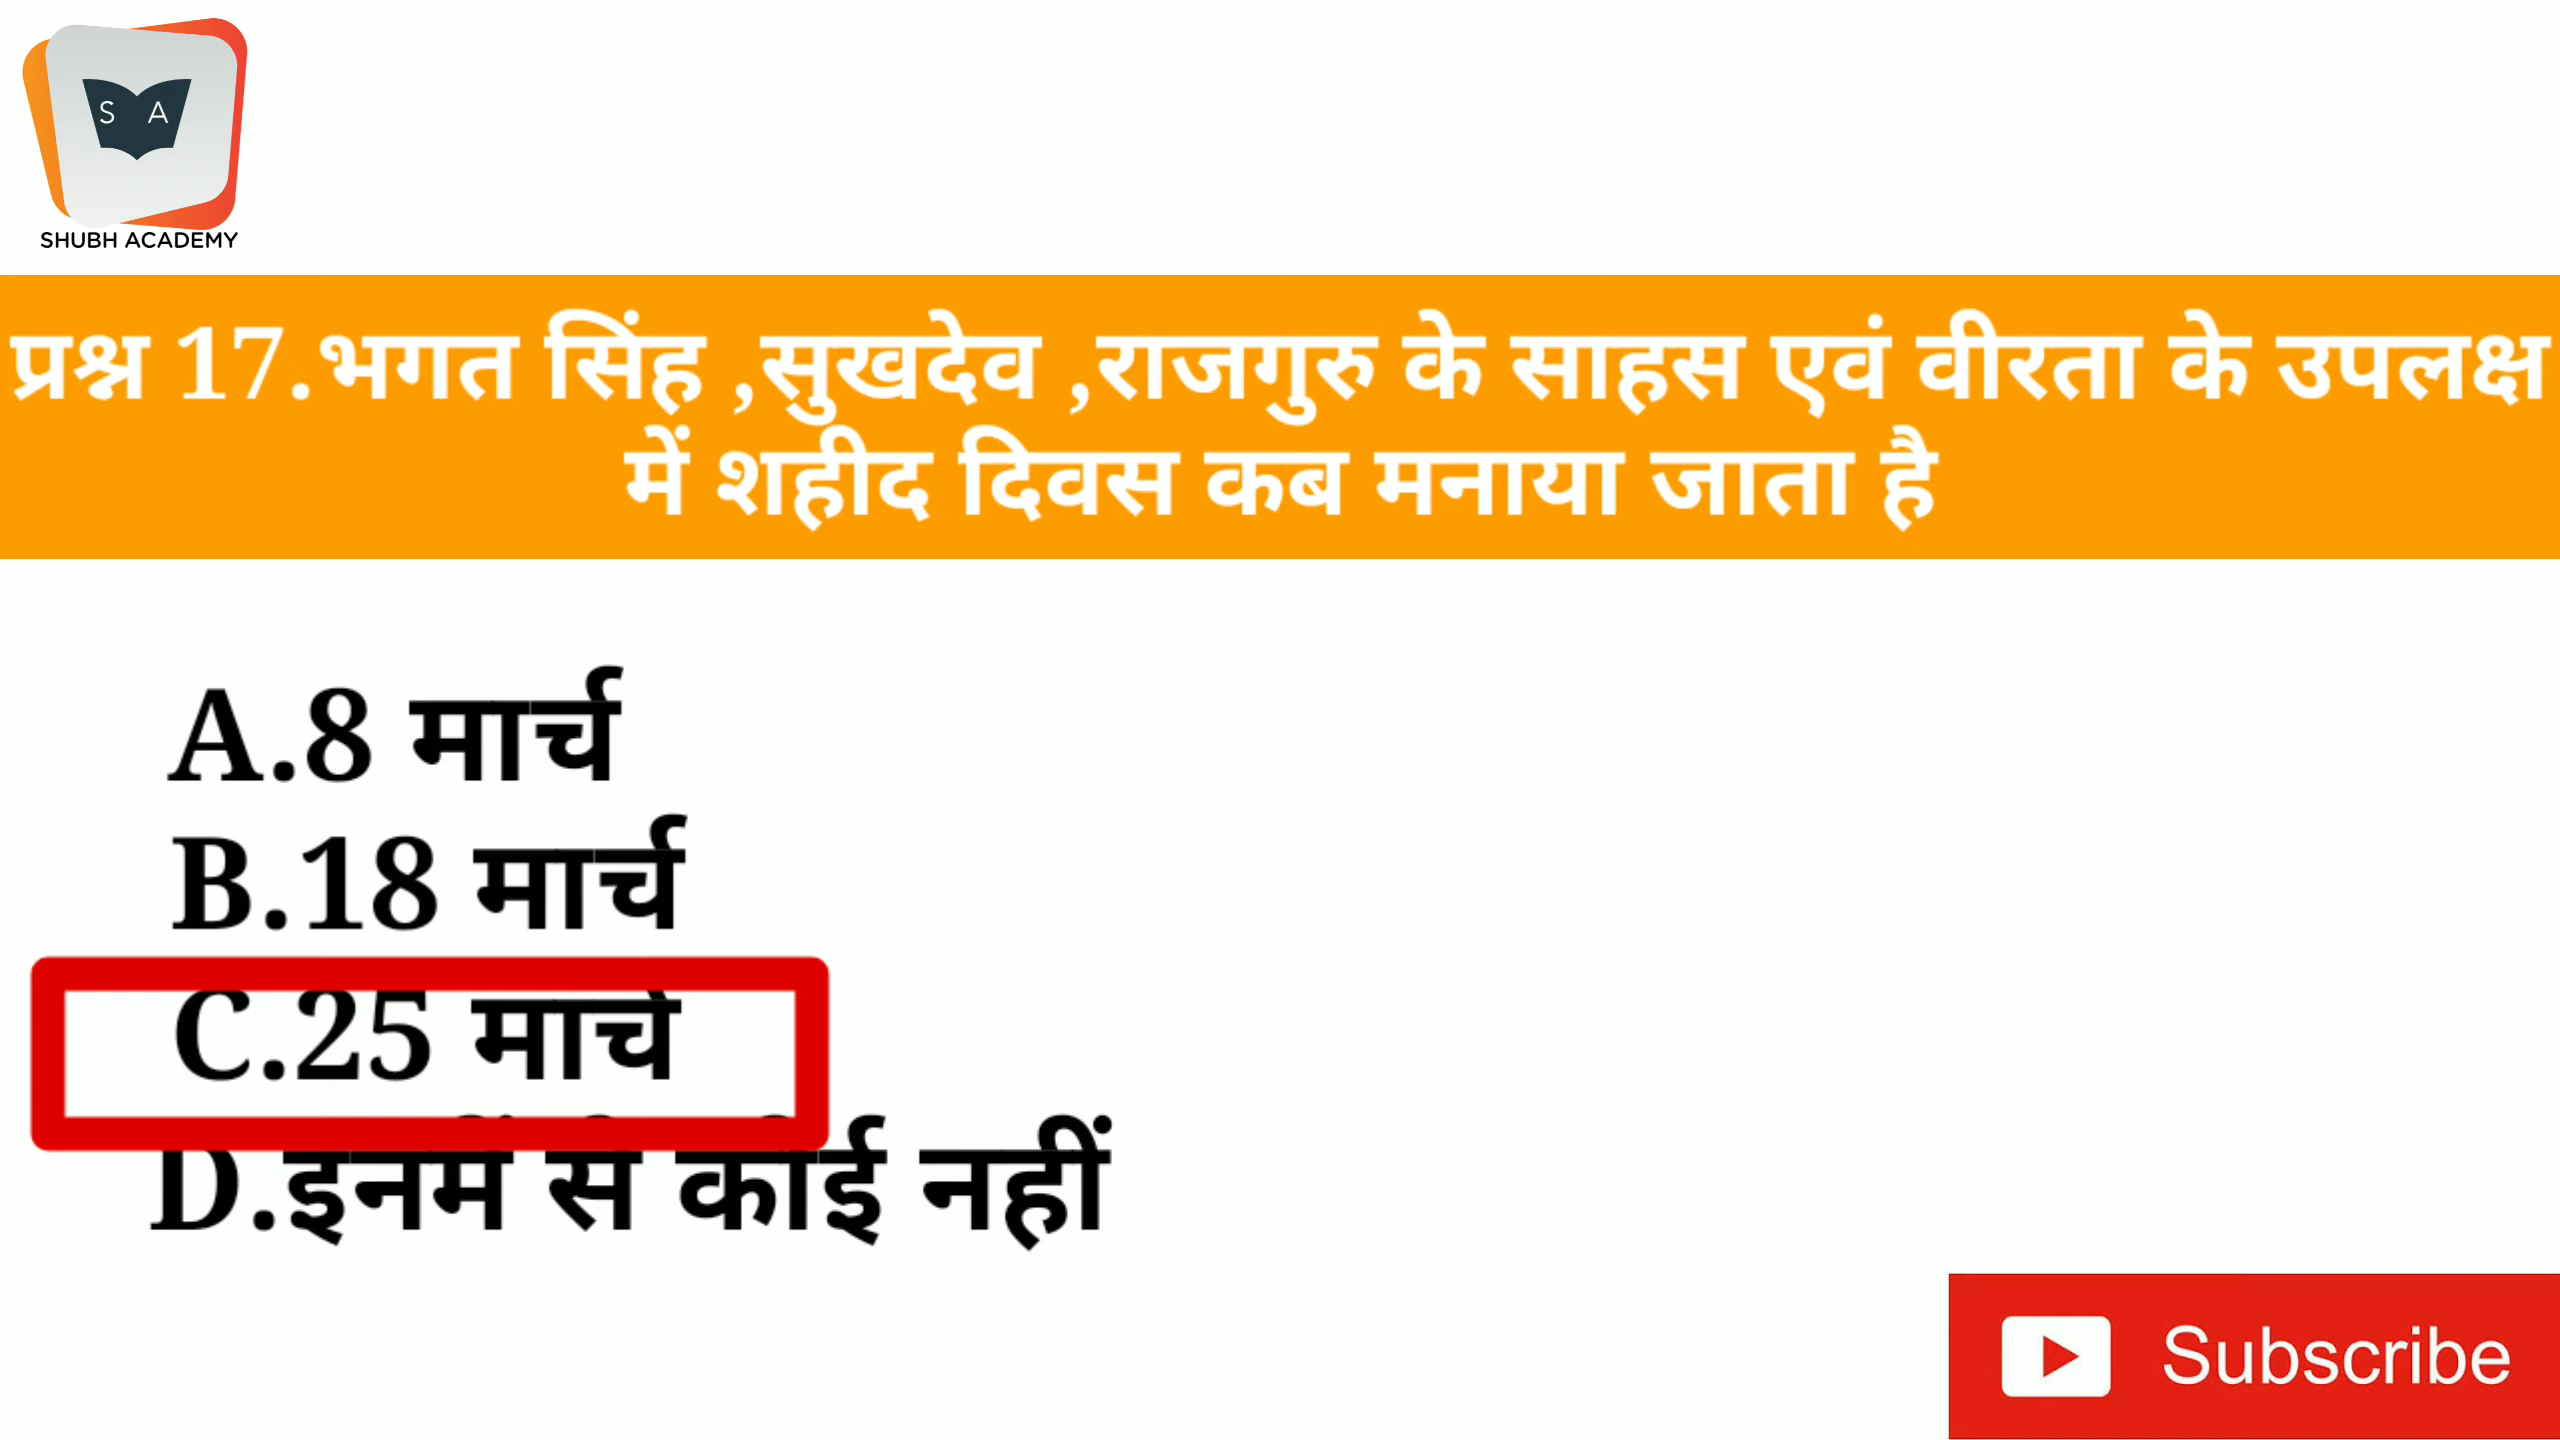 S A
SHUBH ACADEMY
प्रश्न 17.भगत सिंह ,सुखदेव ,राजगुरु के साहस एवं वीरता के उपलक्ष
में शहीद दिवस कब मनाया जाता है
A.8 मार्च
B.18 मार्च
C.25 मार्च
D.इनमें से कोई नहीं
Subscribe